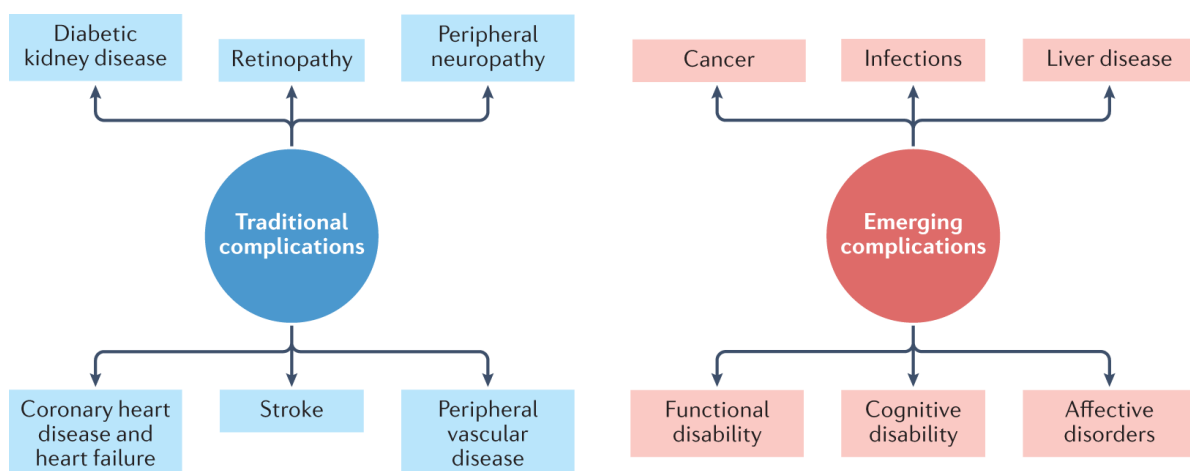 Diabetic
kidney disease
Retinopathy
Peripheral
neuropathy
Traditional
complications
Coronary heart
disease and
heart failure
Stroke
Peripheral
vascular
disease
Cancer
Infections
Liver disease
Emerging
complications
Functional
disability
Cognitive
disability
Affective
disorders